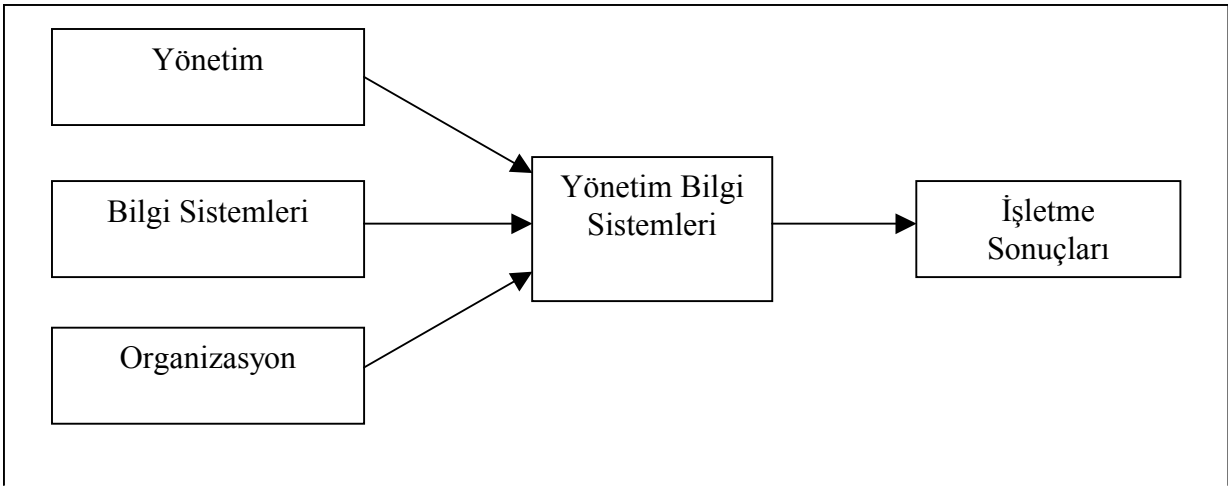 Yönetim
Bilgi Sistemleri
Organizasyon
Yönetim Bilgi
Sistemleri
İşletme
Sonuçları